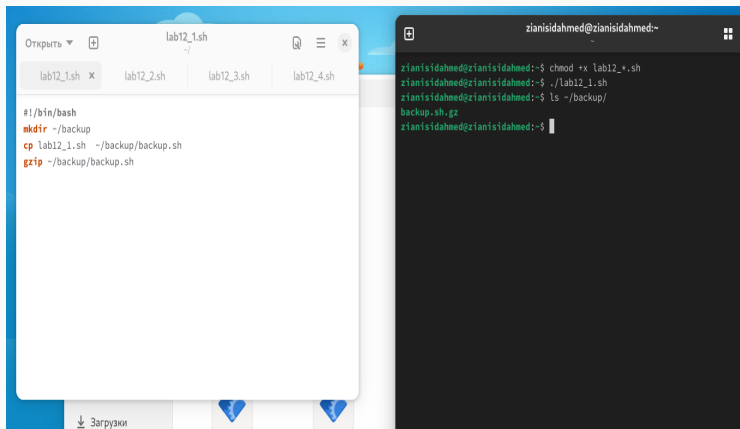 Открыть
lab12_1.sh
~/
lab12_1.sh
lab12_2.sh
lab12_3.sh
lab12_4.sh
#!/bin/bash
mkdir ~/backup
cp lab12_1.sh  ~/backup/backup.sh
gzip ~/backup/backup.sh
Загрузки
zianisidahmed@zianisidahmed:~
~
zianisidahmed@zianisidahmed:~$ chmod +x lab12_*.sh
zianisidahmed@zianisidahmed:~$ ./lab12_1.sh
zianisidahmed@zianisidahmed:~$ ls ~/backup/
backup.sh.gz
zianisidahmed@zianisidahmed:~$